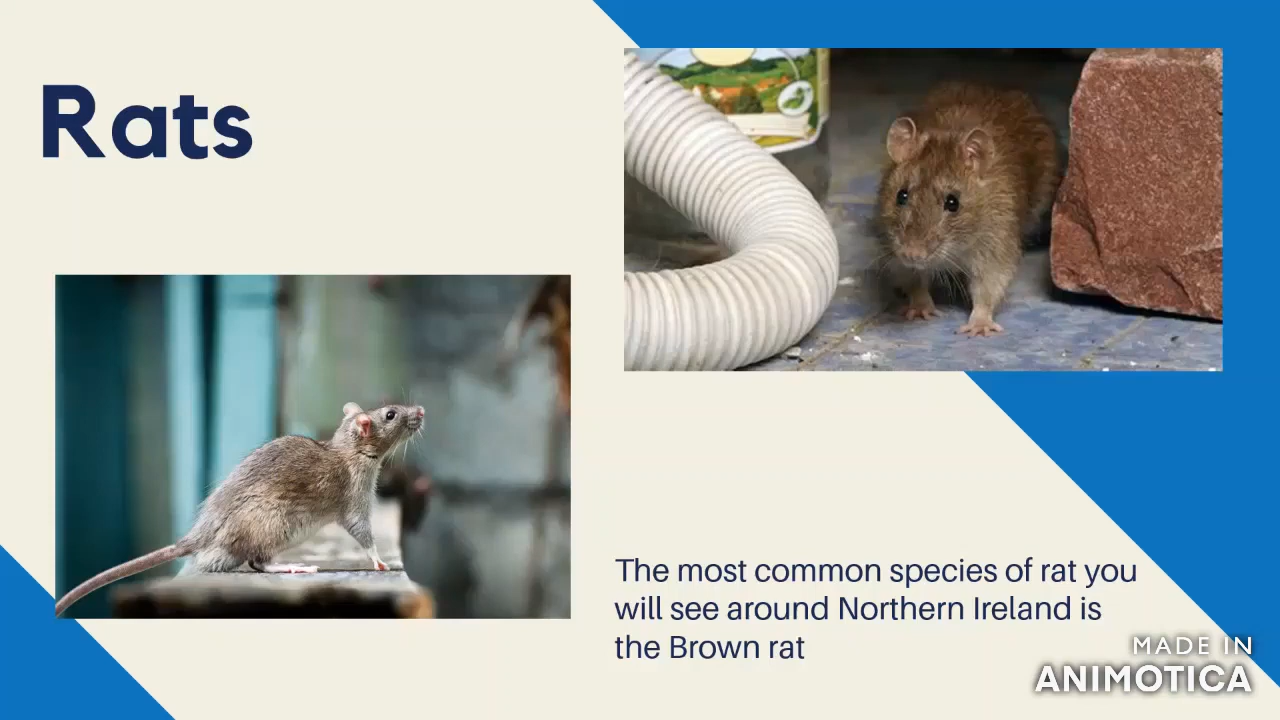 Rats
The most common species of rat you
will see around Northern Ireland is
the Brown rat
MADE IN
ANIMOTICA